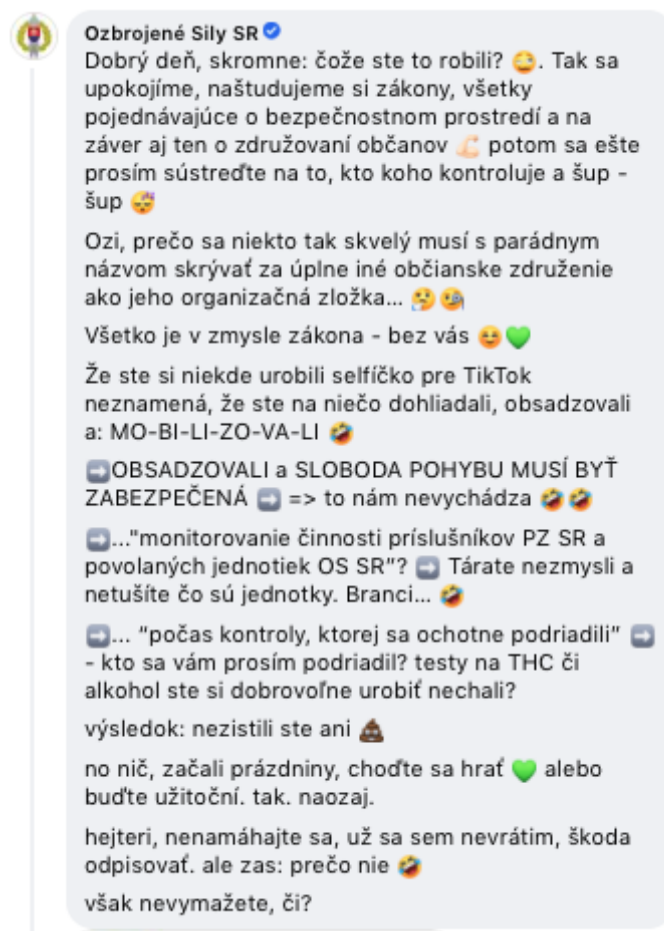 Ozbrojené Sily SR
Dobrý deň, skromne: čože ste to robili? 🙄. Tak sa
upokojíme, naštudujeme si zákony, všetky
pojednávajúce o bezpečnostnom prostredí a na
záver aj ten o združovaní občanov 💪🏻 potom sa ešte
prosím sústreďte na to, kto koho kontroluje a šup -
šup 😴
Ozi, prečo sa niekto tak skvelý musí s parádnym
názvom skrývať za úplne iné občianske združenie
ako jeho organizačná zložka... 🤔🧐
Všetko je v zmysle zákona - bez vás ☺️💚
Že ste si niekde urobili selfíčko pre TikTok
neznamená, že ste na niečo dohliadali, obsadzovali
a: MO-BI-LI-ZO-VA-LI 🤣
➡️OBSADZOVALI a SLOBODA POHYBU MUSÍ BYŤ
ZABEZPEČENÁ ➡️ => to nám nevychádza 🤣🤣
➡️..."monitorovanie činnosti príslušníkov PZ SR a
povolaných jednotiek OS SR"? ➡️ Tárate nezmysli a
netušíte čo sú jednotky. Branci... 🤣
➡️... “počas kontroly, ktorej sa ochotne podriadili” ➡️
- kto sa vám prosím podriadil? testy na THC či
alkohol ste si dobrovoľne urobiť nechali?
výsledok: nezistili ste ani 💩
no nič, začali prázdniny, choďte sa hrať 💚 alebo
buďte užitoční. tak. naozaj.
hejteri, nenamáhajte sa, už sa sem nevrátim, škoda
odpisovať. ale zas: prečo nie 🤣
však nevymažete, či?